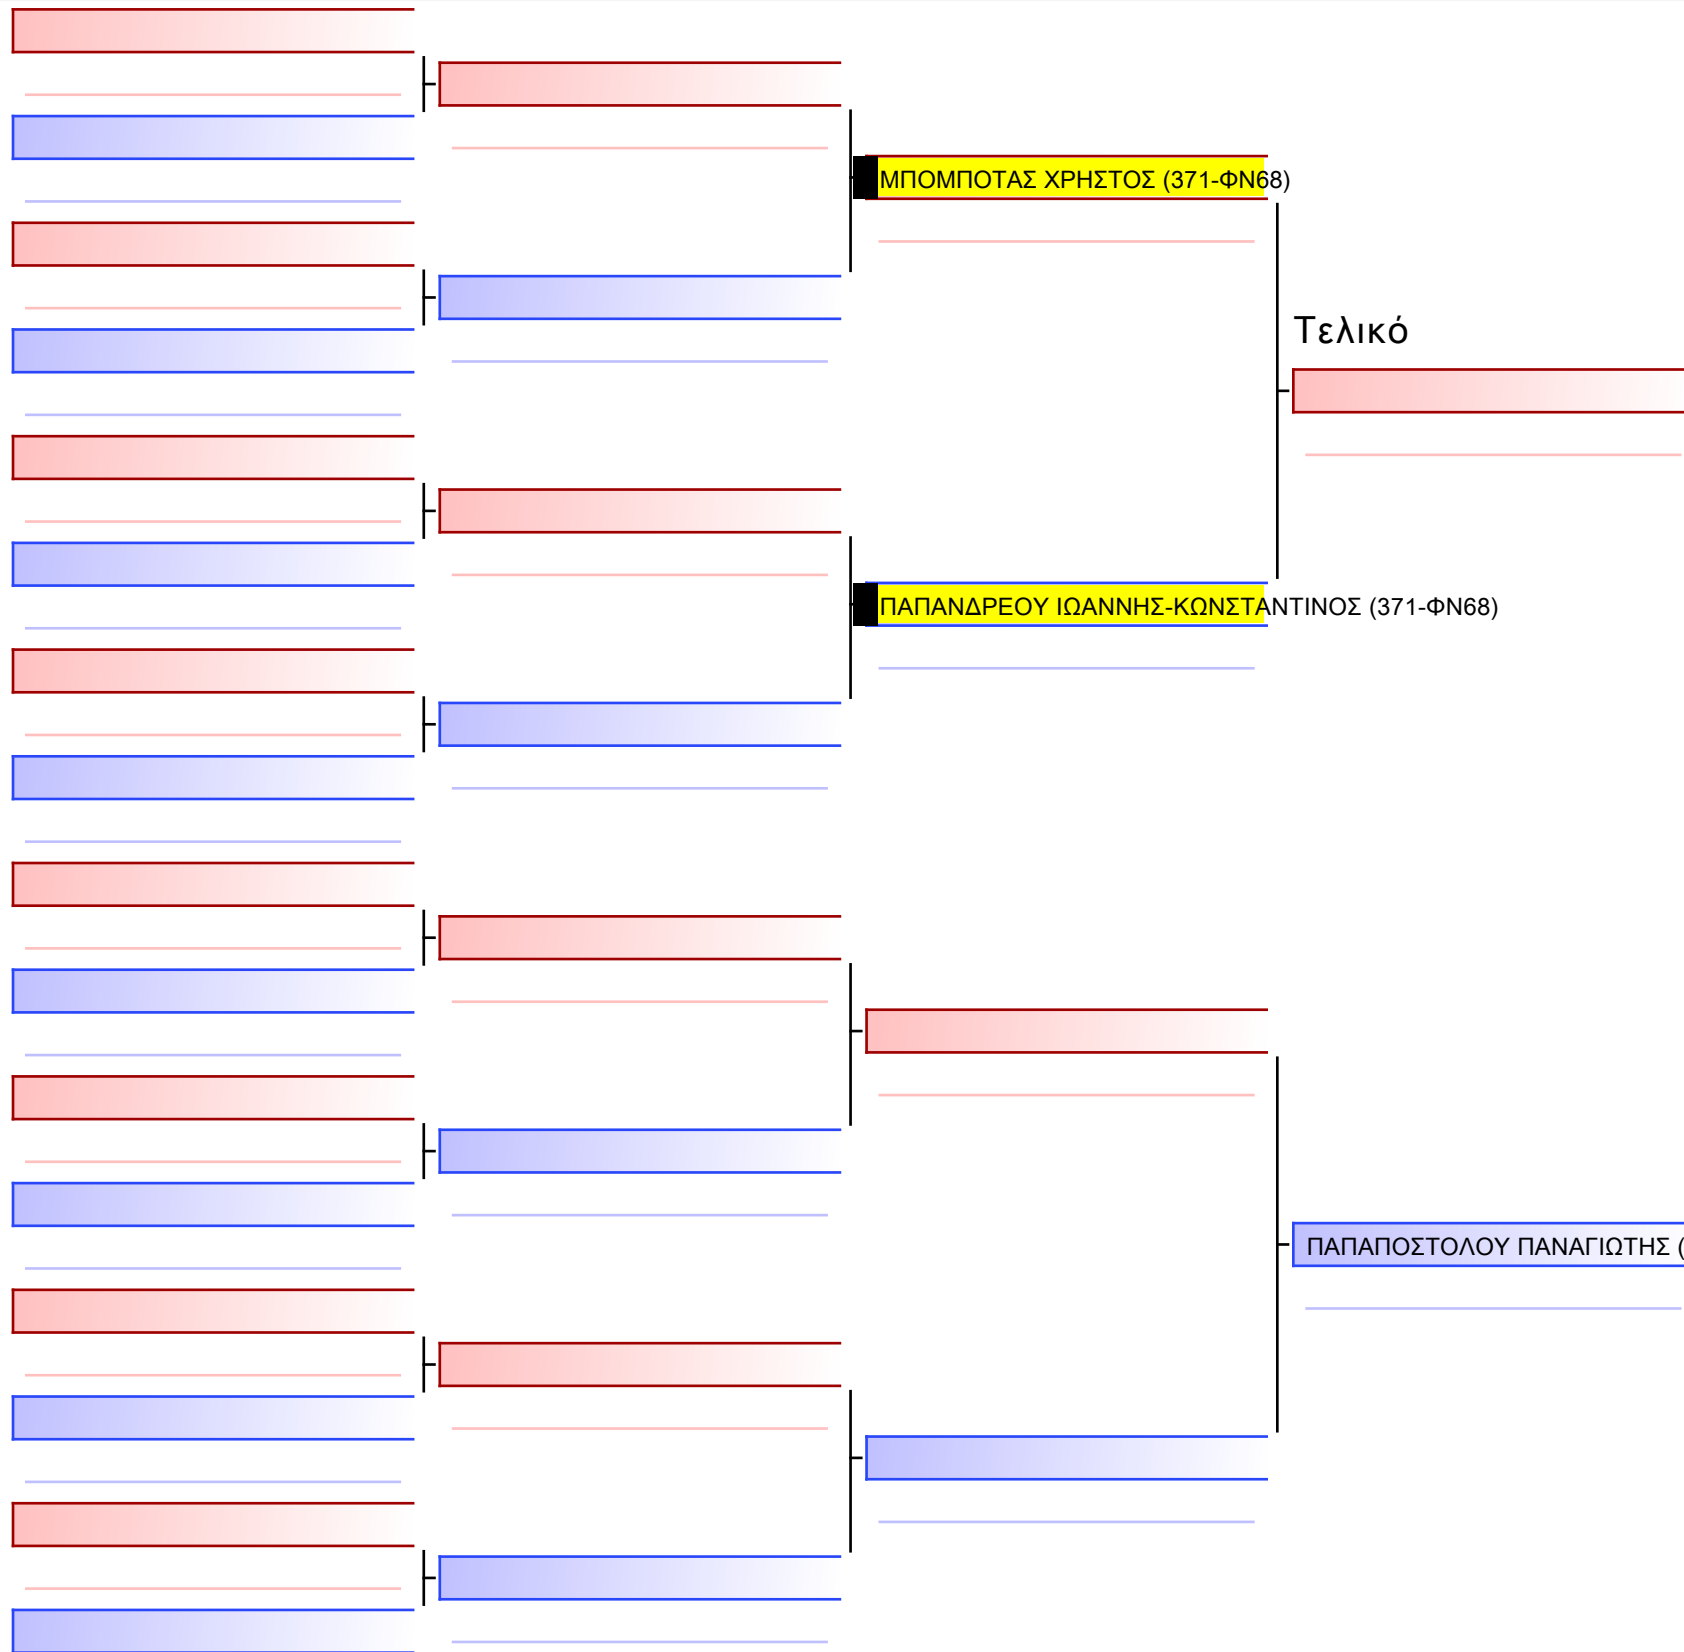 ΜΠΟΜΠΟΤΑΣ ΧΡΗΣΤΟΣ (371-ΦΝ68)
Τελικό
ΠΑΠΑΝΔΡΕΟΥ ΙΩΑΝΝΗΣ-ΚΩΝΣΤΑΝΤΙΝΟΣ (371-ΦΝ68)
ΠΑΠΑΠΟΣΤΟΛΟΥ ΠΑΝΑΓΙΩΤΗΣ (